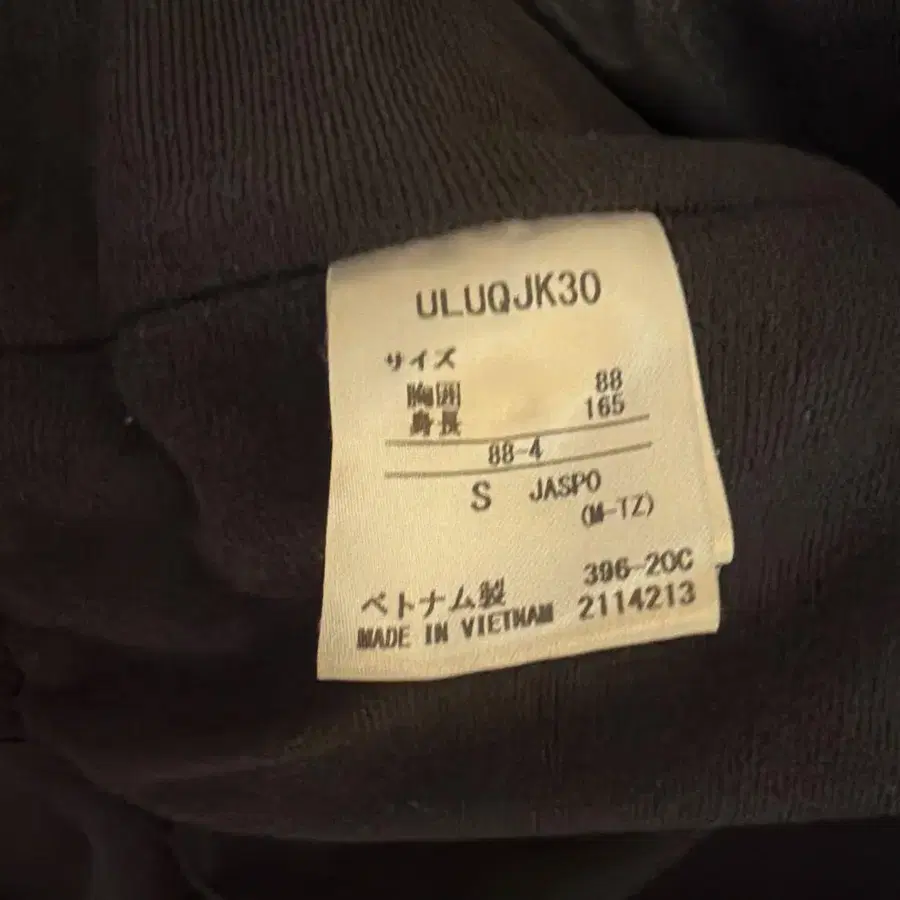 ULUQJK30
サイズ
胸囲 88
身長 165
88-4
S JASPO
(M-TZ)
396-20C
ベトナム製
MADE IN VIETNAM 2114213